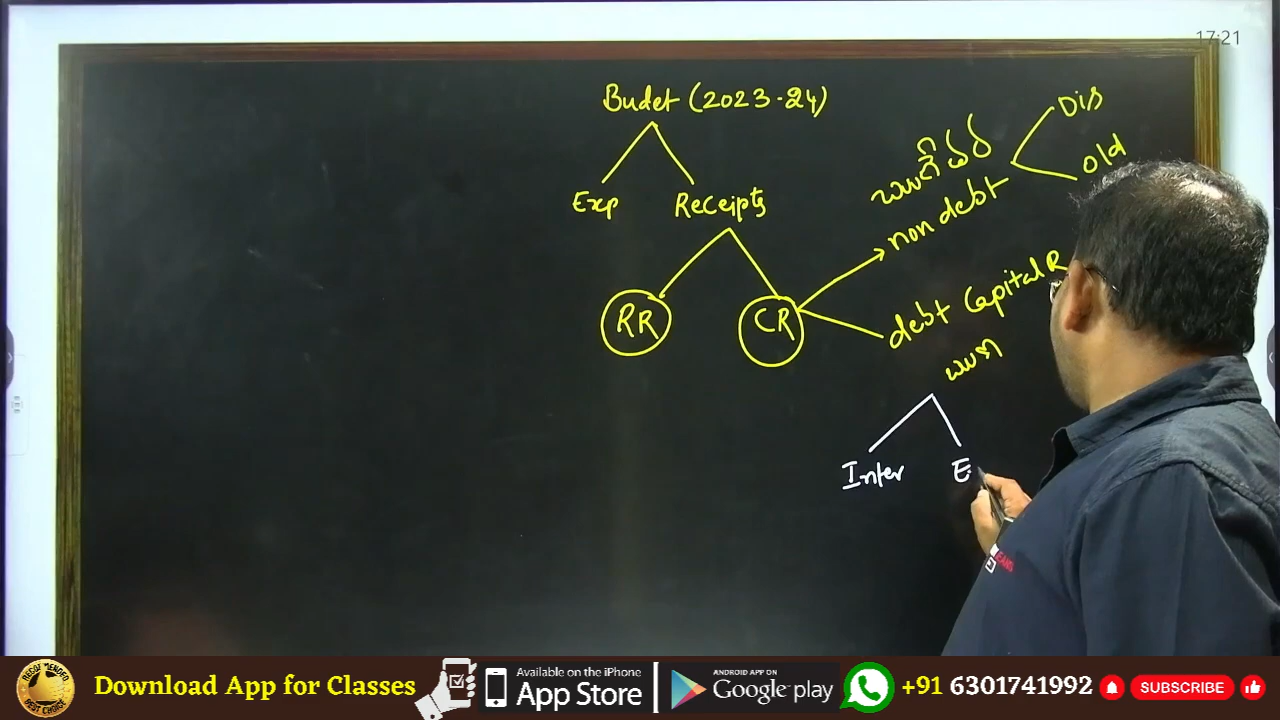 17:21
Budet (2023-24)
Exp
Receipts
RR
CR
non debt
Dis
Old
debt Capital R
Inter
E
Download App for Classes
Available on the iPhone
App Store
ANDROID APP ON
Google play
+91 6301741992
SUBSCRIBE